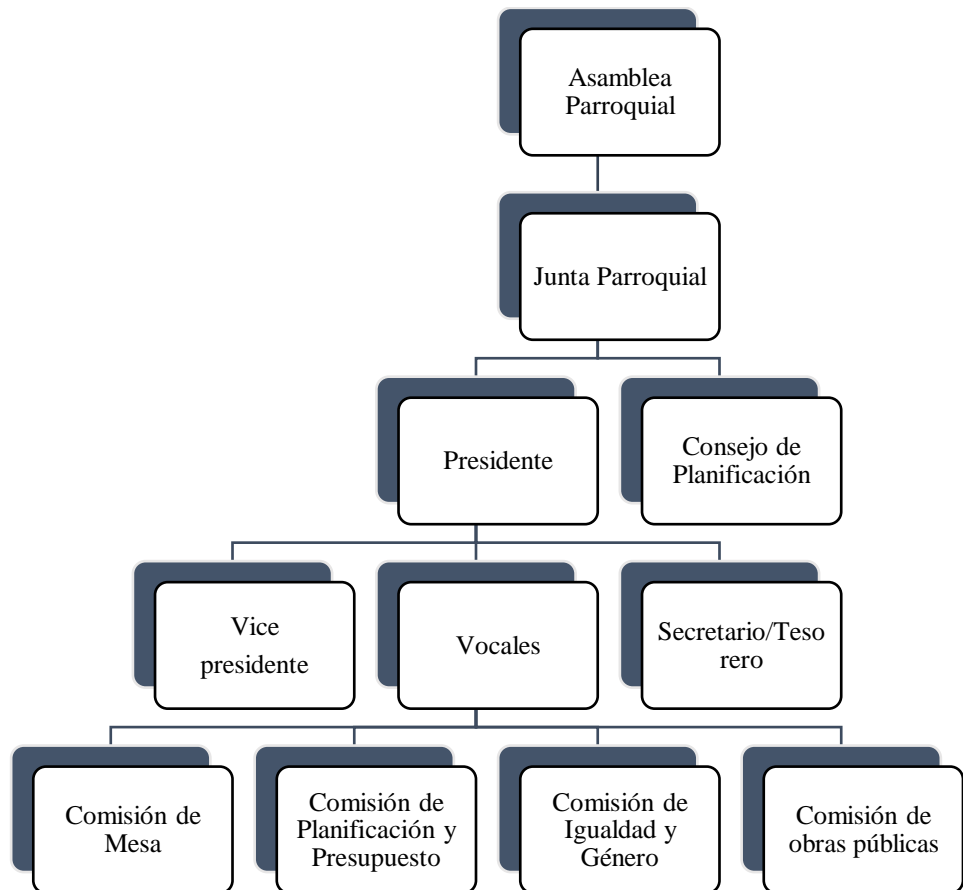 Asamblea
Parroquial
Junta Parroquial
Presidente
Consejo de
Planificación
Vice
presidente
Vocales
Secretario/Teso
rero
Comisión de
Mesa
Comisión de
Planificación y
Presupuesto
Comisión de
Igualdad y
Género
Comisión de
obras públicas